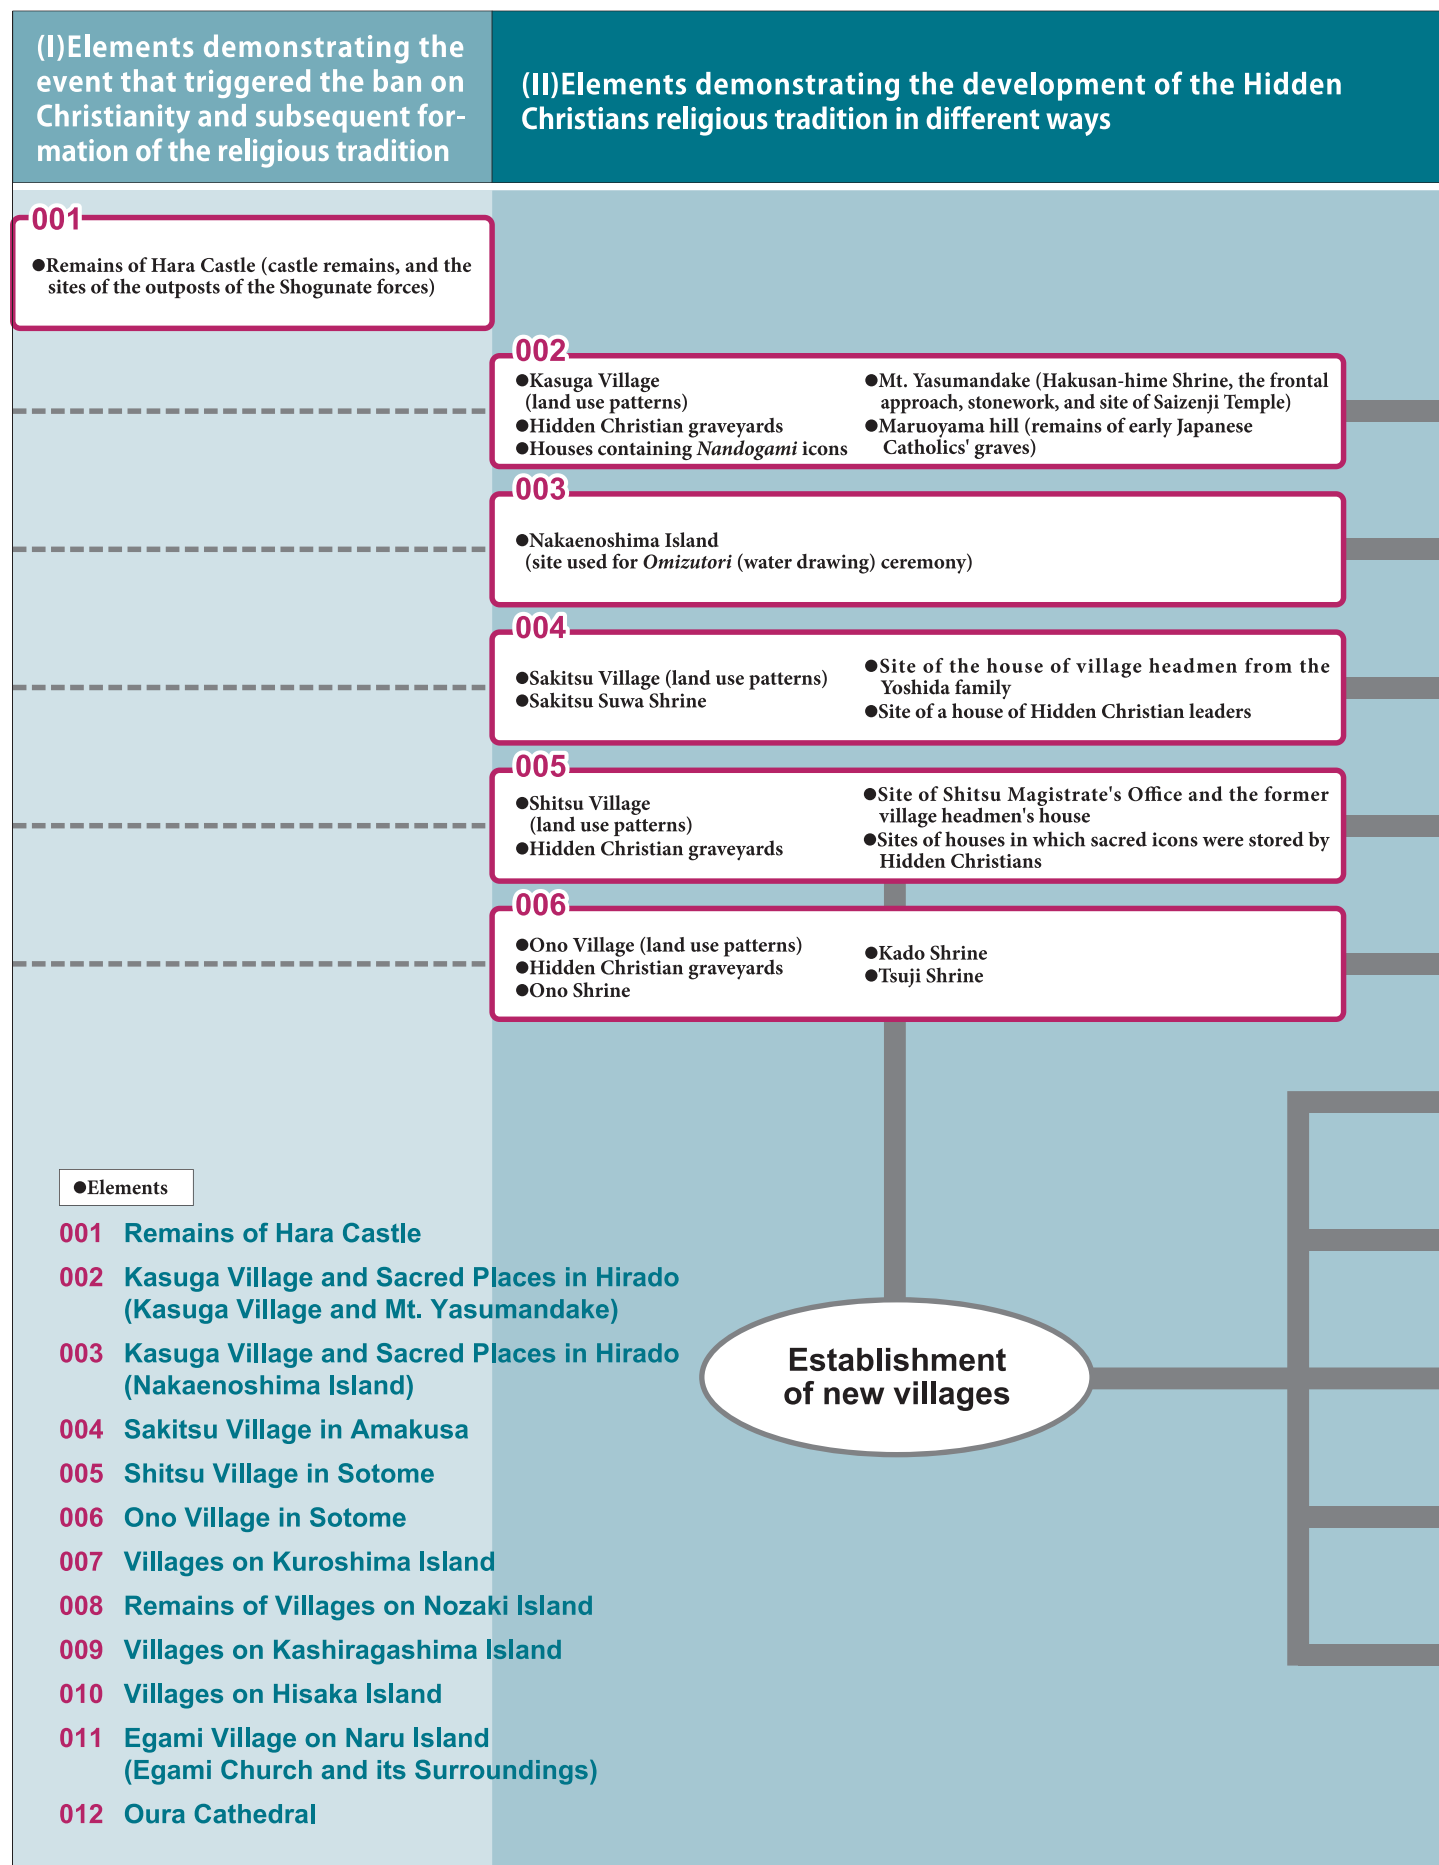 (I)Elements demonstrating the
event that triggered the ban on
Christianity and subsequent for-
mation of the religious tradition
(II)Elements demonstrating the development of the Hidden
Christians religious tradition in different ways
001
●Remains of Hara Castle (castle remains, and the
sites of the outposts of the Shogunate forces)
002
●Kasuga Village
(land use patterns)
●Hidden Christian graveyards
●Houses containing Nandogami icons
●Mt. Yasumandake (Hakusan-hime Shrine, the frontal
approach, stonework, and site of Saizenji Temple)
●Maruoyama hill (remains of early Japanese
Catholics' graves)
003
●Nakaenoshima Island
(site used for Omizutori (water drawing) ceremony)
004
●Sakitsu Village (land use patterns)
●Sakitsu Suwa Shrine
●Site of the house of village headmen from the
Yoshida family
●Site of a house of Hidden Christian leaders
005
●Shitsu Village
(land use patterns)
●Hidden Christian graveyards
●Site of Shitsu Magistrate's Office and the former
village headmen's house
●Sites of houses in which sacred icons were stored by
Hidden Christians
006
●Ono Village (land use patterns)
●Hidden Christian graveyards
●Ono Shrine
●Kado Shrine
●Tsuji Shrine
Establishment
of new villages
●Elements
001 Remains of Hara Castle
002 Kasuga Village and Sacred Places in Hirado
(Kasuga Village and Mt. Yasumandake)
003 Kasuga Village and Sacred Places in Hirado
(Nakaenoshima Island)
004 Sakitsu Village in Amakusa
005 Shitsu Village in Sotome
006 Ono Village in Sotome
007 Villages on Kuroshima Island
008 Remains of Villages on Nozaki Island
009 Villages on Kashiragashima Island
010 Villages on Hisaka Island
011 Egami Village on Naru Island
(Egami Church and its Surroundings)
012 Oura Cathedral